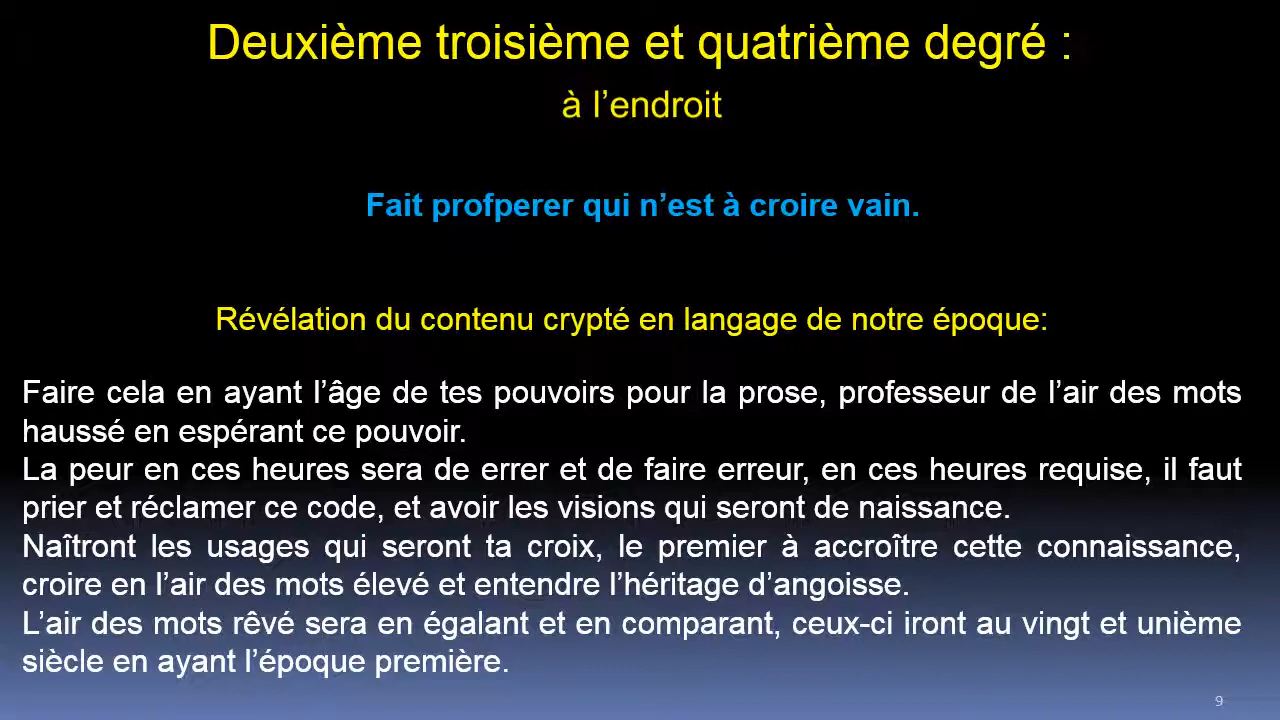 Deuxième troisième et quatrième degré :
à l’endroit
Fait profperer qui n’est à croire vain.
Révélation du contenu crypté en langage de notre époque:
Faire cela en ayant l’âge de tes pouvoirs pour la prose, professeur de l’air des mots
haussé en espérant ce pouvoir.
La peur en ces heures sera de errer et de faire erreur, en ces heures requise, il faut
prier et réclamer ce code, et avoir les visions qui seront de naissance.
Naîtront les usages qui seront ta croix, le premier à accroître cette connaissance,
croire en l’air des mots élevé et entendre l’héritage d’angoisse.
L’air des mots rêvé sera en égalant et en comparant, ceux-ci iront au vingt et unième
siècle en ayant l’époque première.
9